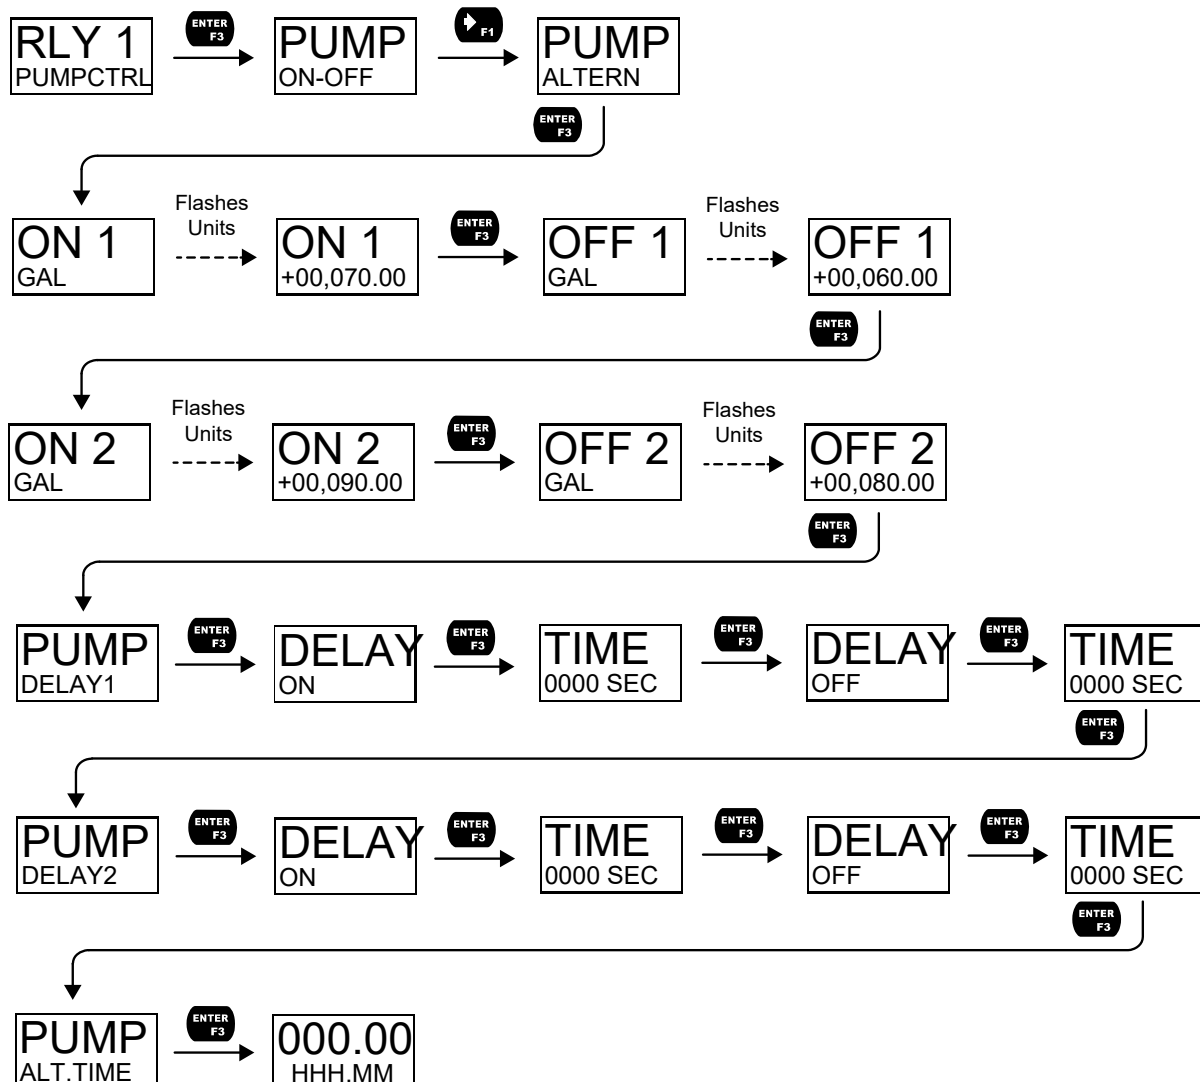 RLY 1
PUMPCTRL
ENTER
F3
PUMP
ON-OFF
F1
PUMP
ALTERN
ENTER
F3
ON 1
GAL
Flashes
Units
ON 1
+00,070.00
ENTER
F3
OFF 1
GAL
Flashes
Units
OFF 1
+00,060.00
ENTER
F3
ON 2
GAL
Flashes
Units
ON 2
+00,090.00
ENTER
F3
OFF 2
GAL
Flashes
Units
OFF 2
+00,080.00
ENTER
F3
PUMP
DELAY1
ENTER
F3
DELAY
ON
ENTER
F3
TIME
0000 SEC
ENTER
F3
DELAY
OFF
ENTER
F3
TIME
0000 SEC
ENTER
F3
PUMP
DELAY2
ENTER
F3
DELAY
ON
ENTER
F3
TIME
0000 SEC
ENTER
F3
DELAY
OFF
ENTER
F3
TIME
0000 SEC
ENTER
F3
PUMP
ALT.TIME
ENTER
F3
000.00
HHH.MM